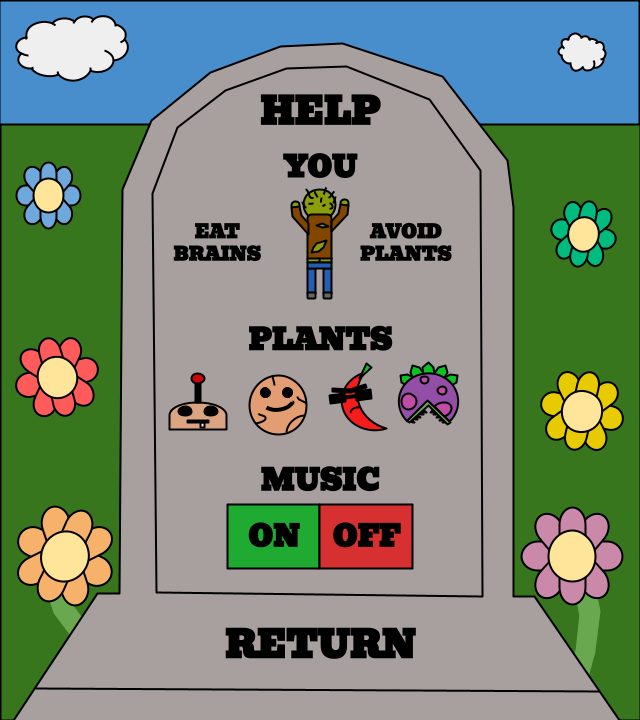 HELP
YOU
EAT
BRAINS
AVOID
PLANTS
PLANTS
MUSIC
ON OFF
RETURN